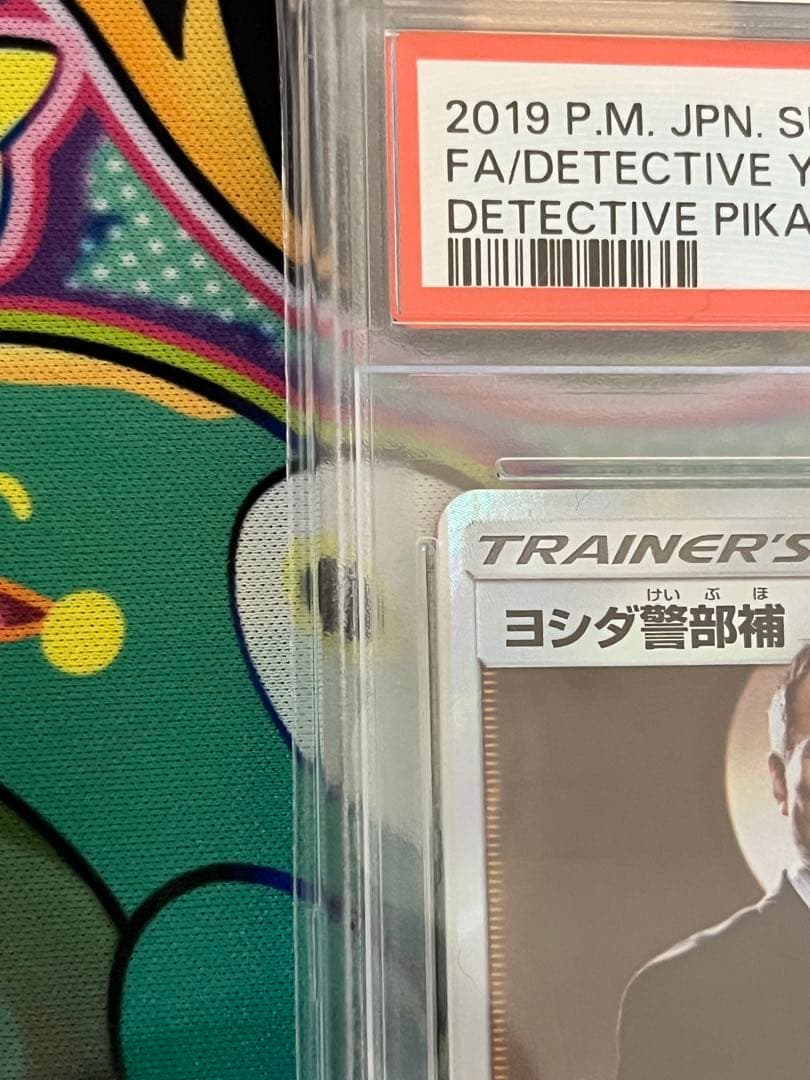 2019 P.M. JPN. S
FA/DETECTIVE Y
DETECTIVE PIKA
TRAINER'S
けいぶほ
ヨシダ警部補